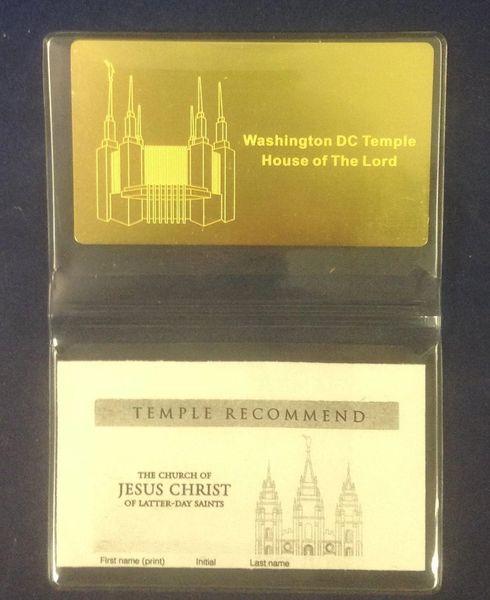 Washington DC Temple
House of The Lord
TEMPLE RECOMMEND
THE CHURCH OF
JESUS CHRIST
OF LATTER-DAY SAINTS
First name (print) Initial Last name